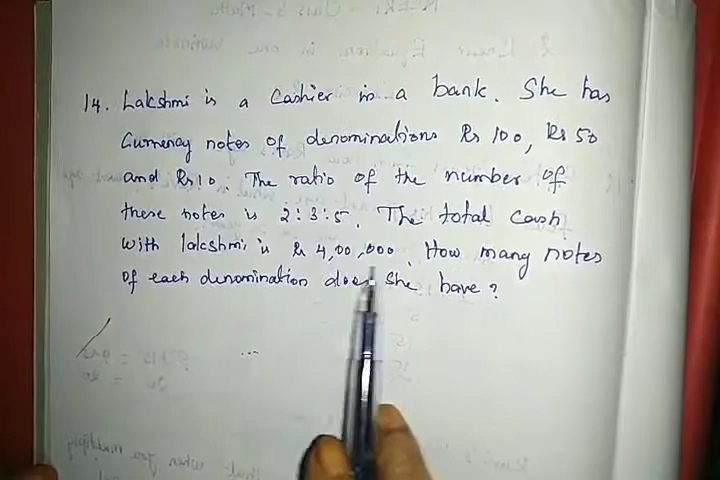 14. Lakshmi is a Cashier in a bank. She has
Currency notes of denominations Rs 100, Rs 50
and Rs 10. The ratio of the number of
these notes is 2:3:5. The total cash
with lakshmi is Rs 4,00,000. How many notes
of each denomination does she have?